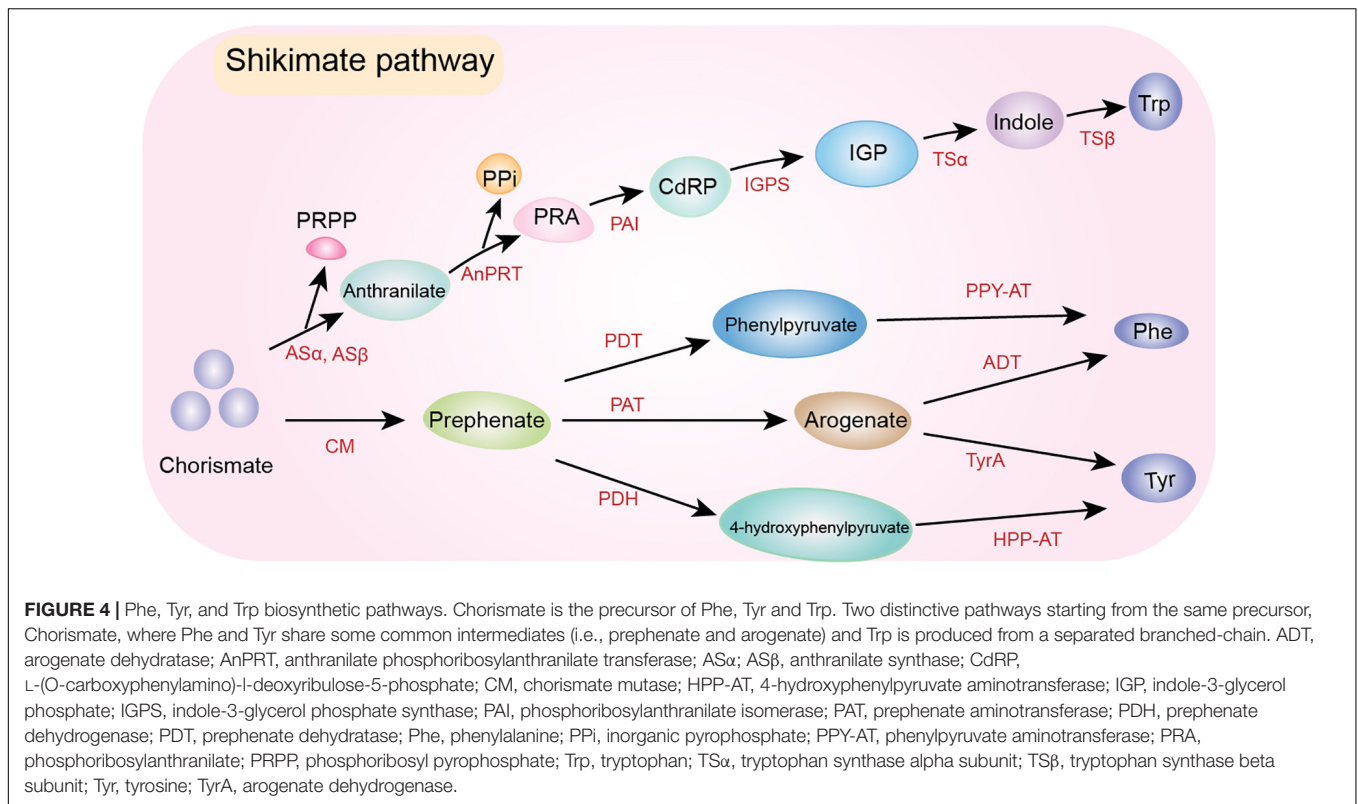 Shikimate pathway
Trp
Indole
TSβ
IGP
TSα
PPi
CdRP
IGPS
PRA
PAI
PRPP
AnPRT
Anthranilate
ASα, ASβ
PPY-AT
Phenylpyruvate
PDT
Phe
ADT
Chorismate
CM
Prephenate
PAT
Arogenate
TyrA
Tyr
PDH
4-hydroxyphenylpyruvate
HPP-AT
FIGURE 4 | Phe, Tyr, and Trp biosynthetic pathways. Chorismate is the precursor of Phe, Tyr and Trp. Two distinctive pathways starting from the same precursor,
Chorismate, where Phe and Tyr share some common intermediates (i.e., prephenate and arogenate) and Trp is produced from a separated branched-chain. ADT,
arogenate dehydratase; AnPRT, anthranilate phosphoribosylanthranilate transferase; ASα; ASβ, anthranilate synthase; CdRP,
L-(O-carboxyphenylamino)-l-deoxyribulose-5-phosphate; CM, chorismate mutase; HPP-AT, 4-hydroxyphenylpyruvate aminotransferase; IGP, indole-3-glycerol
phosphate; IGPS, indole-3-glycerol phosphate synthase; PAI, phosphoribosylanthranilate isomerase; PAT, prephenate aminotransferase; PDH, prephenate
dehydrogenase; PDT, prephenate dehydratase; Phe, phenylalanine; PPi, inorganic pyrophosphate; PPY-AT, phenylpyruvate aminotransferase; PRA,
phosphoribosylanthranilate; PRPP, phosphoribosyl pyrophosphate; Trp, tryptophan; TSα, tryptophan synthase alpha subunit; TSβ, tryptophan synthase beta
subunit; Tyr, tyrosine; TyrA, arogenate dehydrogenase.